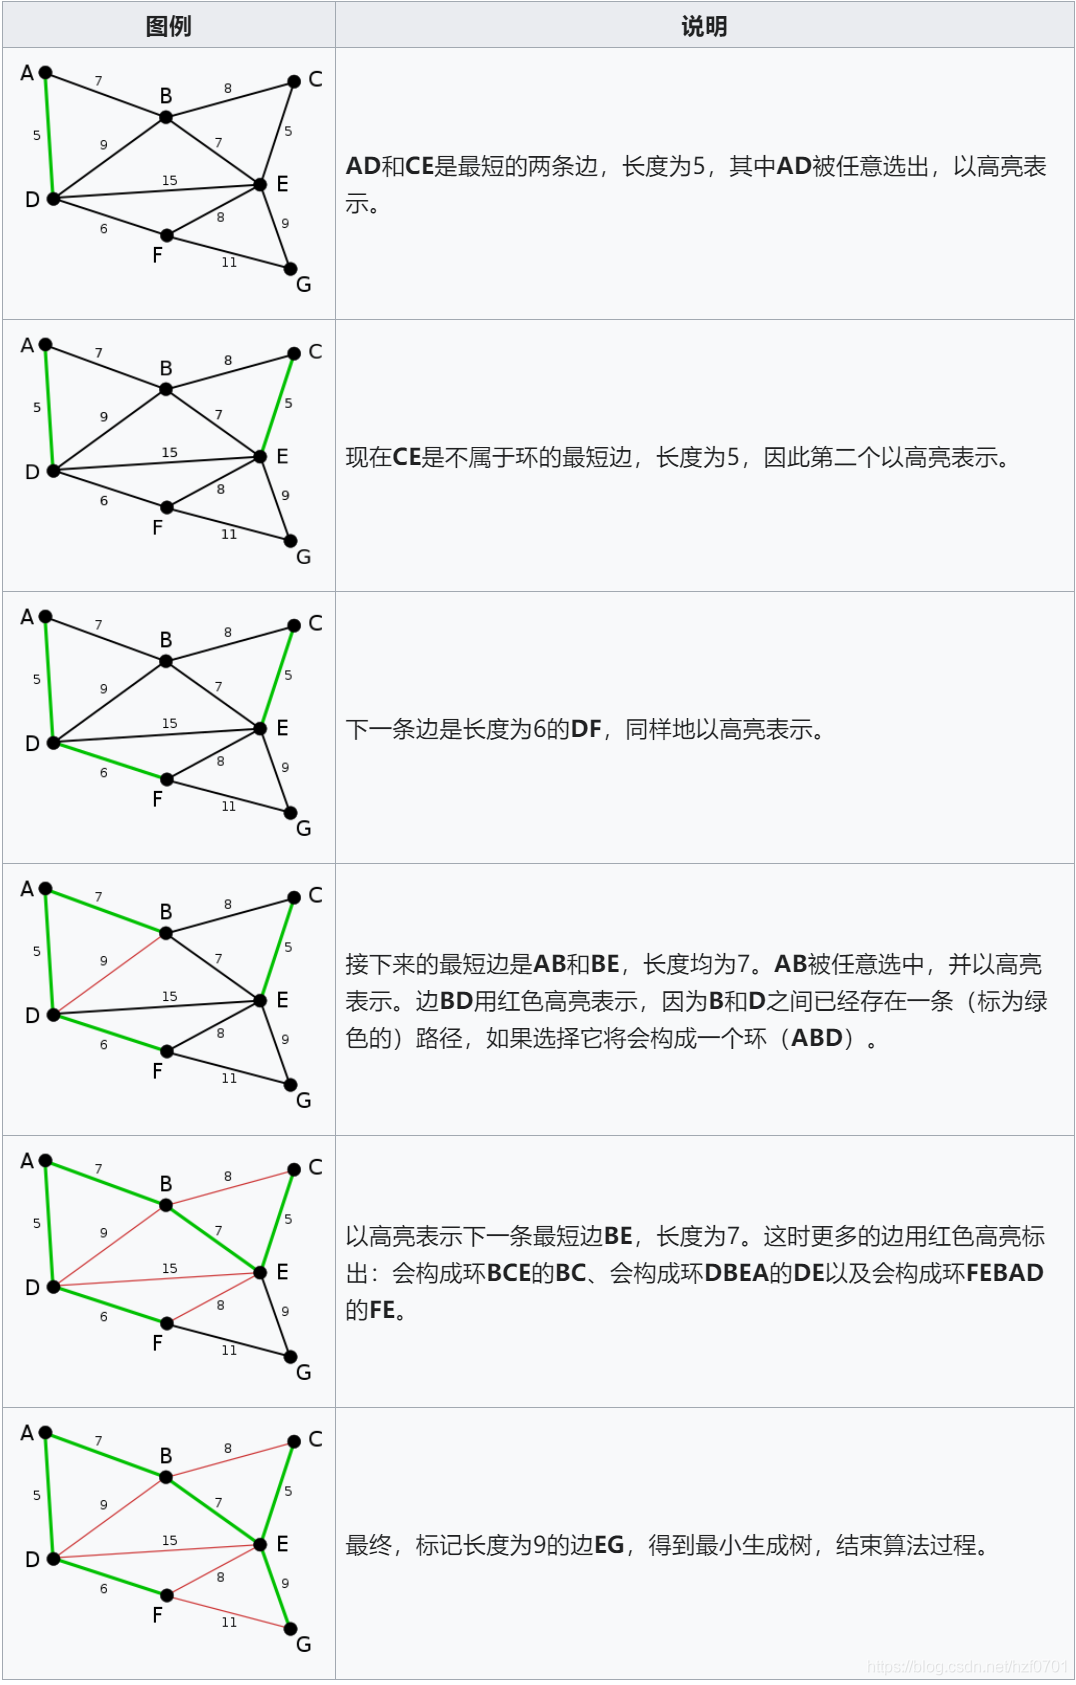 图例
说明
A
7
B
8
C
5
9
7
5
D
15
E
6
8
9
F
11
G
AD和CE是最短的两条边，长度为5，其中AD被任意选出，以高亮表
示。
A
7
B
8
C
5
9
7
5
D
15
E
6
8
9
F
11
G
现在CE是不属于环的最短边，长度为5，因此第二个以高亮表示。
A
7
B
8
C
5
9
7
5
D
15
E
6
8
9
F
11
G
下一条边是长度为6的DF，同样地以高亮表示。
A
7
B
8
C
5
9
7
5
D
15
E
6
8
9
F
11
G
接下来的最短边是AB和BE，长度均为7。AB被任意选中，并以高亮
表示。边BD用红色高亮表示，因为B和D之间已经存在一条（标为绿
色的）路径，如果选择它将会构成一个环（ABD）。
A
7
B
8
C
5
9
7
5
D
15
E
6
8
9
F
11
G
以高亮表示下一条最短边BE，长度为7。这时更多的边用红色高亮标
出：会构成环BCE的BC、会构成环DBEA的DE以及会构成环FEBAD
的FE。
A
7
B
8
C
5
9
7
5
D
15
E
6
8
9
F
11
G
最终，标记长度为9的边EG，得到最小生成树，结束算法过程。
https://blog.csdn.net/hzf0701